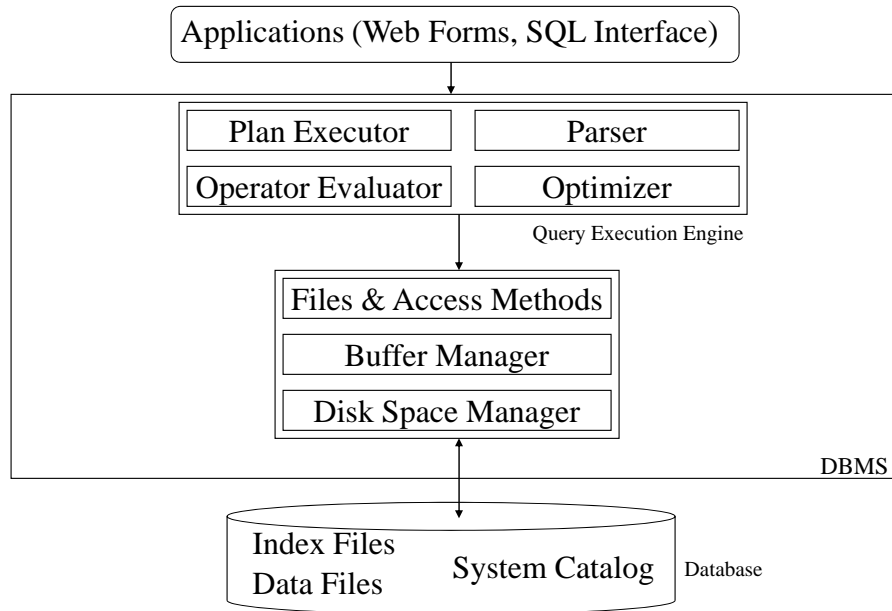 Applications (Web Forms, SQL Interface)
Plan Executor
Parser
Operator Evaluator
Optimizer
Query Execution Engine
Files & Access Methods
Buffer Manager
Disk Space Manager
DBMS
Index Files
Data Files
System Catalog
Database